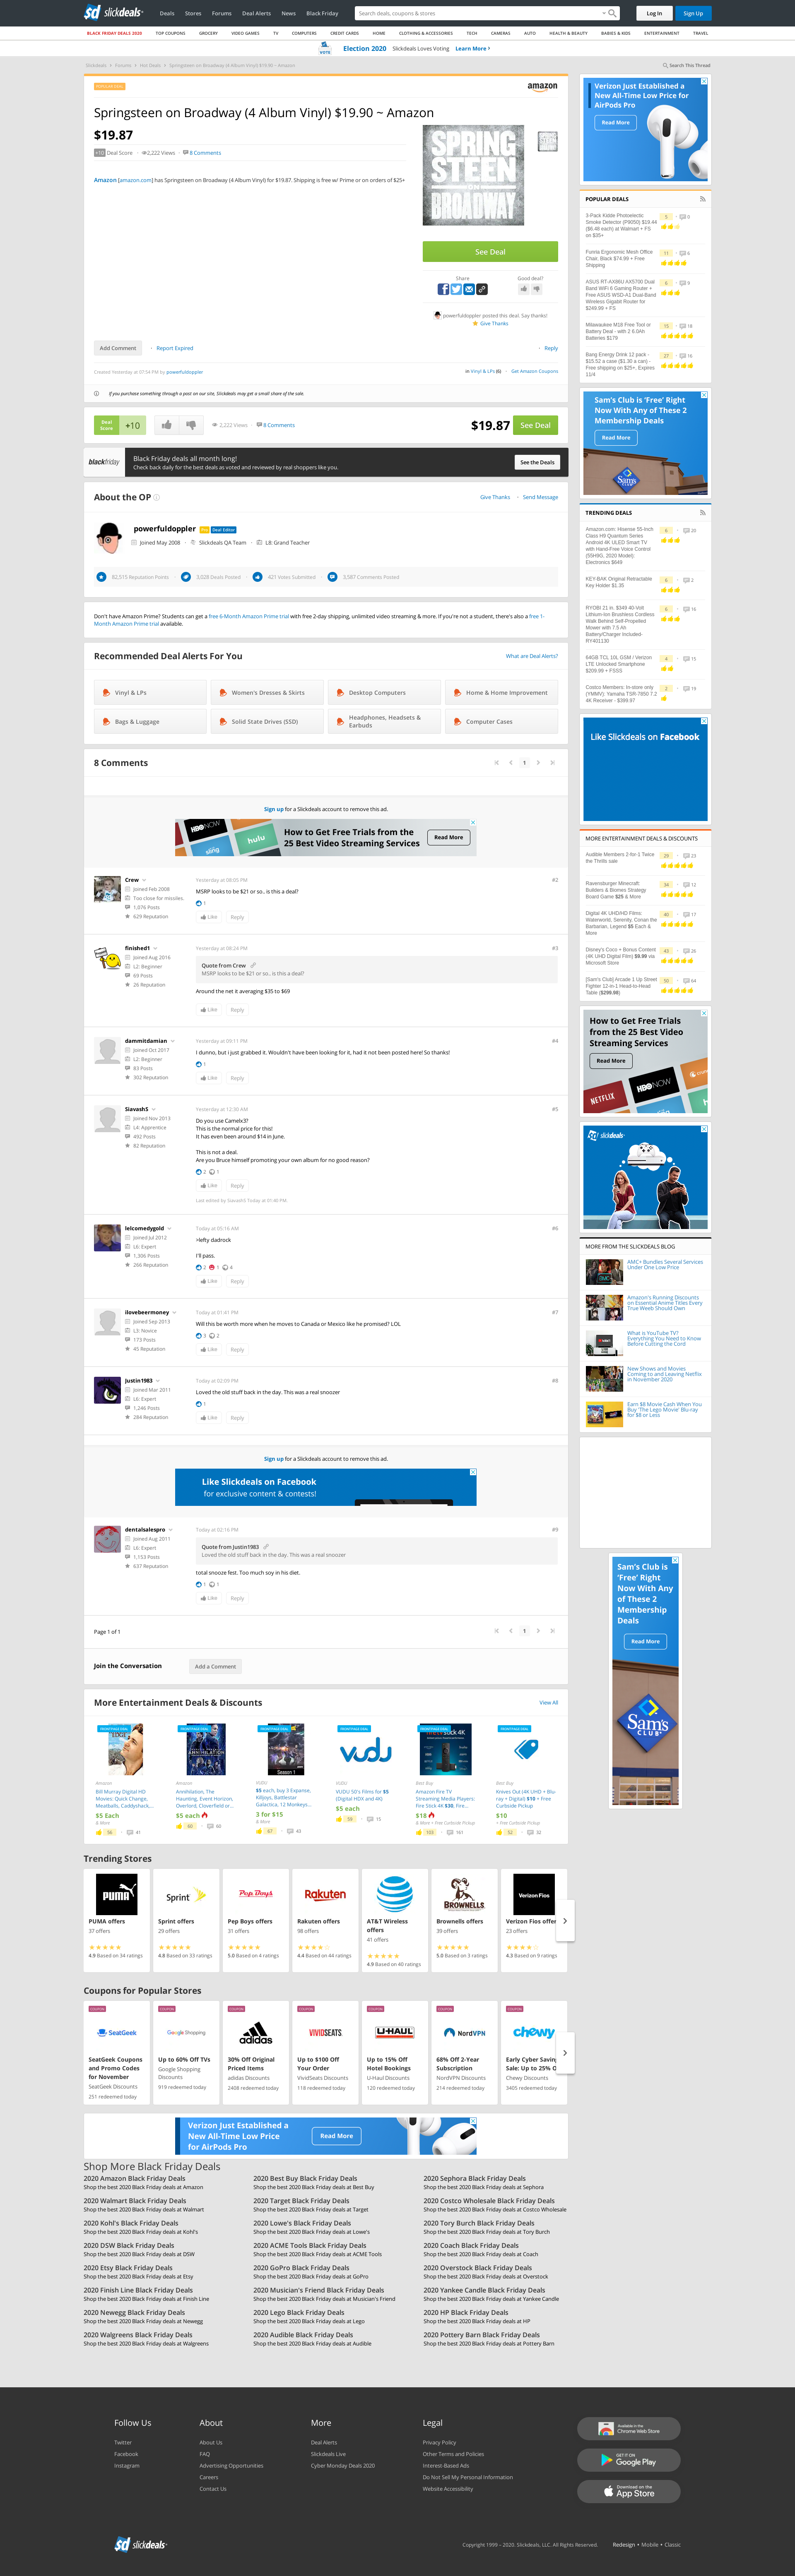 slickdeals
Deals Stores Forums Deal Alerts News Black Friday
Search deals, coupons & stores
Log In Sign Up
BLACK FRIDAY DEALS 2020 TOP COUPONS GROCERY VIDEO GAMES TV COMPUTERS CREDIT CARDS HOME CLOTHING & ACCESSORIES TECH CAMERAS AUTO HEALTH & BEAUTY BABIES & KIDS ENTERTAINMENT TRAVEL
VOTE Election 2020 Slickdeals Loves Voting Learn More ›
Slickdeals Forums Hot Deals Springsteen on Broadway (4 Album Vinyl) $19.90 ~ Amazon
Search This Thread
POPULAR DEAL
amazon
Springsteen on Broadway (4 Album Vinyl) $19.90 ~ Amazon
$19.87
+10 Deal Score 2,222 Views 8 Comments
Amazon [amazon.com] has Springsteen on Broadway (4 Album Vinyl) for $19.87. Shipping is free w/ Prime or on orders of $25+
SPRING STEEN BROADWAY
See Deal
Share Good deal?
powerfuldoppler posted this deal. Say thanks!
Give Thanks
Add Comment Report Expired Reply
Created Yesterday at 07:54 PM by powerfuldoppler
Vinyl & LPs (6) Get Amazon Coupons
If you purchase something through a post on our site, Slickdeals may get a small share of the sale.
Deal Score +10 2,222 Views 8 Comments $19.87 See Deal
blackfriday
Black Friday deals all month long!
Check back daily for the best deals as voted and reviewed by real shoppers like you.
See the Deals
About the OP
Give Thanks Send Message
powerfuldoppler Pro Deal Editor
Joined May 2008 Slickdeals QA Team L8: Grand Teacher
52,515 Reputation Points 3,028 Deals Posted 421 Votes Submitted 3,587 Comments Posted
Don't have Amazon Prime? Students can get a free 6-Month Amazon Prime trial with free 2-day shipping, unlimited video streaming & more. If you're not a student, there's also a free 1-
Month Amazon Prime trial available.
Recommended Deal Alerts For You
What are Deal Alerts?
Vinyl & LPs
Women's Dresses & Skirts
Desktop Computers
Home & Home Improvement
Bags & Luggage
Solid State Drives (SSD)
Headphones, Headsets & Earbuds
Computer Cases
8 Comments
1
Sign up for a Slickdeals account to remove this ad.
NETFLIX HBO NOW hulu
How to Get Free Trials from the
25 Best Video Streaming Services
Read More
Crew
Joined Feb 2008
Too close for missiles
1,076 Posts
629 Reputation
Yesterday at 08:05 PM #2
MSRP looks to be $21 or so.. is this a deal?
1
Like Reply
finished1
Joined Aug 2016
L2: Beginner
69 Posts
26 Reputation
Yesterday at 08:24 PM #3
Quote from Crew
MSRP looks to be $21 or so.. is this a deal?
Around the net it averaging $35 to $69
Like Reply
dammitdamian
Joined Oct 2017
L2: Beginner
83 Posts
302 Reputation
Yesterday at 09:11 PM #4
I dunno, but i just grabbed it. Wouldn't have been looking for it, had it not been posted here! So thanks!
1
Like Reply
SiavashS
Joined Nov 2013
L4: Apprentice
492 Posts
82 Reputation
Yesterday at 12:36 AM #5
Do you use Camelx3?
This is the normal price for this!
It has even been around $14 in June.
This is not a deal.
Are you Bruce himself promoting your own album for no good reason?
2 1
Like Reply
Last edited by SiavashS Today at 01:40 PM.
lelcomedygold
Joined Jul 2012
L6: Expert
1,306 Posts
266 Reputation
Today at 05:16 AM #6
>lefty dadrock
I'll pass.
2 1 4
Like Reply
ilovebeermoney
Joined Sep 2013
L3: Novice
173 Posts
45 Reputation
Today at 01:41 PM #7
Will this be worth more when he moves to Canada or Mexico like he promised? LOL
3 2
Like Reply
Justin1983
Joined Mar 2011
L6: Expert
1,246 Posts
284 Reputation
Today at 02:09 PM #8
Loved the old stuff back in the day. This was a real snoozer
1
Like Reply
Sign up for a Slickdeals account to remove this ad.
Like Slickdeals on Facebook
for exclusive content & contests!
dentalsalespro
Joined Aug 2011
L6: Expert
1,153 Posts
637 Reputation
Today at 02:16 PM #9
Quote from Justin1983
Loved the old stuff back in the day. This was a real snoozer
total snooze fest. Too much soy in his diet.
1 1
Like Reply
Page 1 of 1
1
Join the Conversation Add a Comment
More Entertainment Deals & Discounts View All
FRONTPAGE DEAL
Amazon
Bill Murray Digital HD Movies: Quick Change, Meatballs, Caddyshack,...
$5 Each
& More
56 41
FRONTPAGE DEAL
ANNIHILATION
Amazon
Annihilation, The Haunting, Event Horizon, Overlord, Cloverfield or...
$5 each
60 66
FRONTPAGE DEAL
Season 1
VUDU
$5 each, buy 3 Expanse, Killjoys, Battlestar Galactica, 12 Monkeys...
3 for $15
& More
67 43
FRONTPAGE DEAL
vudu
VUDU
VUDU SD's Films for $5 (Digital HDX and 4K)
$5 each
59 15
FRONTPAGE DEAL
Stick 4K
Best Buy
Amazon Fire TV Streaming Media Players: Fire Stick 4K $30, Fire...
$18
& More + Free Curbside Pickup
103 161
FRONTPAGE DEAL
Best Buy
Knives Out (4K UHD + Blu-ray + Digital) $10 + Free Curbside Pickup
$10
+ Free Curbside Pickup
52 32
Trending Stores
PUMA
PUMA offers
37 offers
4.9 Based on 34 ratings
Sprint
Sprint offers
29 offers
4.8 Based on 33 ratings
Pep Boys
Pep Boys offers
31 offers
5.0 Based on 4 ratings
Rakuten
Rakuten offers
98 offers
4.4 Based on 44 ratings
AT&T Wireless offers
41 offers
4.9 Based on 40 ratings
BROWNELLS
Brownells offers
39 offers
5.0 Based on 3 ratings
Verizon Fios
Verizon Fios offer
23 offers
4.3 Based on 9 ratings
Coupons for Popular Stores
COUPON
SeatGeek
SeatGeek Coupons and Promo Codes for November
SeatGeek Discounts
251 redeemed today
COUPON
Google Shopping
Up to 60% Off TVs
Google Shopping Discounts
919 redeemed today
COUPON
adidas
30% Off Original Priced Items
adidas Discounts
2408 redeemed today
COUPON
VIVIDSEATS
Up to $100 Off Your Order
VividSeats Discounts
118 redeemed today
COUPON
U-HAUL
Up to 15% Off Hotel Bookings
U-Haul Discounts
120 redeemed today
COUPON
NordVPN
68% Off 2-Year Subscription
NordVPN Discounts
214 redeemed today
COUPON
chewy
Early Cyber Saving Sale: Up to 25% O
Chewy Discounts
3405 redeemed today
Verizon Just Established a
New All-Time Low Price
for AirPods Pro
Read More
Shop More Black Friday Deals
2020 Amazon Black Friday Deals
Shop the best 2020 Black Friday deals at Amazon
2020 Best Buy Black Friday Deals
Shop the best 2020 Black Friday deals at Best Buy
2020 Sephora Black Friday Deals
Shop the best 2020 Black Friday deals at Sephora
2020 Walmart Black Friday Deals
Shop the best 2020 Black Friday deals at Walmart
2020 Target Black Friday Deals
Shop the best 2020 Black Friday deals at Target
2020 Costco Wholesale Black Friday Deals
Shop the best 2020 Black Friday deals at Costco Wholesale
2020 Kohl's Black Friday Deals
Shop the best 2020 Black Friday deals at Kohl's
2020 Lowe's Black Friday Deals
Shop the best 2020 Black Friday deals at Lowe's
2020 Tory Burch Black Friday Deals
Shop the best 2020 Black Friday deals at Tory Burch
2020 DSW Black Friday Deals
Shop the best 2020 Black Friday deals at DSW
2020 ACME Tools Black Friday Deals
Shop the best 2020 Black Friday deals at ACME Tools
2020 Coach Black Friday Deals
Shop the best 2020 Black Friday deals at Coach
2020 Etsy Black Friday Deals
Shop the best 2020 Black Friday deals at Etsy
2020 GoPro Black Friday Deals
Shop the best 2020 Black Friday deals at GoPro
2020 Overstock Black Friday Deals
Shop the best 2020 Black Friday deals at Overstock
2020 Finish Line Black Friday Deals
Shop the best 2020 Black Friday deals at Finish Line
2020 Musician's Friend Black Friday Deals
Shop the best 2020 Black Friday deals at Musician's Friend
2020 Yankee Candle Black Friday Deals
Shop the best 2020 Black Friday deals at Yankee Candle
2020 Newegg Black Friday Deals
Shop the best 2020 Black Friday deals at Newegg
2020 Lego Black Friday Deals
Shop the best 2020 Black Friday deals at Lego
2020 HP Black Friday Deals
Shop the best 2020 Black Friday deals at HP
2020 Walgreens Black Friday Deals
Shop the best 2020 Black Friday deals at Walgreens
2020 Audible Black Friday Deals
Shop the best 2020 Black Friday deals at Audible
2020 Pottery Barn Black Friday Deals
Shop the best 2020 Black Friday deals at Pottery Barn
Verizon Just Established a
New All-Time Low Price for
AirPods Pro
Read More
POPULAR DEALS
3-Pack Kidde Photoelectic Smoke Detector (P9050) $19.44 ($6.48 each) at Walmart + FS on $35+
5 0
Funria Ergonomic Mesh Office Chair, Black $74.99 + Free Shipping
11 6
ASUS RT-AX86U AX5700 Dual Band WiFi 6 Gaming Router + Free ASUS WSD-A1 Dual-Band Wireless Gigabit Router for $249.99 + FS
6 9
Milawaukee M18 Free Tool or Battery Deal - with 2 6.0Ah Batteries $179
15 18
Bang Energy Drink 12 pack - $15.52 a case ($1.30 a can) - Free shipping on $25+, Expires 11/4
27 16
Sam's Club is 'Free' Right
Now With Any of These 2
Membership Deals
Read More
Sam's CLUB
TRENDING DEALS
Amazon.com: Hisense 55-Inch Class H9 Quantum Series Android 4K ULED Smart TV with Hand-Free Voice Control (55H9G, 2020 Model): Electronics $649
6 20
KEY-BAK Original Retractable Key Holder $1.35
6 2
RYOBI 21 in. $349 40-Volt Lithium-Ion Brushless Cordless Walk Behind Self-Propelled Mower with 7.5 Ah Battery/Charger Included-RY401130
6 16
64GB TCL 10L GSM / Verizon LTE Unlocked Smartphone $209.99 + FSSS
4 15
Costco Members: In-store only (YMMV): Yamaha TSR-7850 7.2 4K Receiver - $399.97
2 19
Like Slickdeals on Facebook
MORE ENTERTAINMENT DEALS & DISCOUNTS
Audible Members 2-for-1 Twice the Thrills sale
29 23
Ravensburger Minecraft: Builders & Biomes Strategy Board Game $25 & More
34 12
Digital 4K UHD/HD Films: Waterworld, Serenity, Conan the Barbarian, Legend $5 Each & More
40 17
Disney's Coco + Bonus Content (4K UHD Digital Film) $9.99 via Microsoft Store
43 26
[Sam's Club] Arcade 1 Up Street Fighter 12-in-1 Head-to-Head Table ($299.98)
50 64
How to Get Free Trials
from the 25 Best Video
Streaming Services
Read More
NETFLIX HBO NOW hulu
slickdeals
MORE FROM THE SLICKDEALS BLOG
AMC+ Bundles Several Services Under One Low Price
Amazon's Running Discounts on Essential Anime Titles Every True Weeb Should Own
What is YouTube TV? Everything You Need to Know Before Cutting the Cord
New Shows and Movies Coming to and Leaving Netflix in November 2020
Earn $8 Movie Cash When You Buy 'The Lego Movie' Blu-ray for $8 or Less
Sam's Club is
'Free' Right
Now With Any
of These 2
Membership
Deals
Read More
Sam's CLUB
Follow Us
Twitter
Facebook
Instagram
About
About Us
FAQ
Advertising Opportunities
Careers
Contact Us
More
Deal Alerts
Slickdeals Live
Cyber Monday Deals 2020
Legal
Privacy Policy
Other Terms and Policies
Interest-Based Ads
Do Not Sell My Personal Information
Website Accessibility
Available in the Chrome Web Store
GET IT ON Google Play
Download on the App Store
slickdeals
Copyright 1999 - 2020. Slickdeals, LLC. All Rights Reserved. Redesign • Mobile • Classic